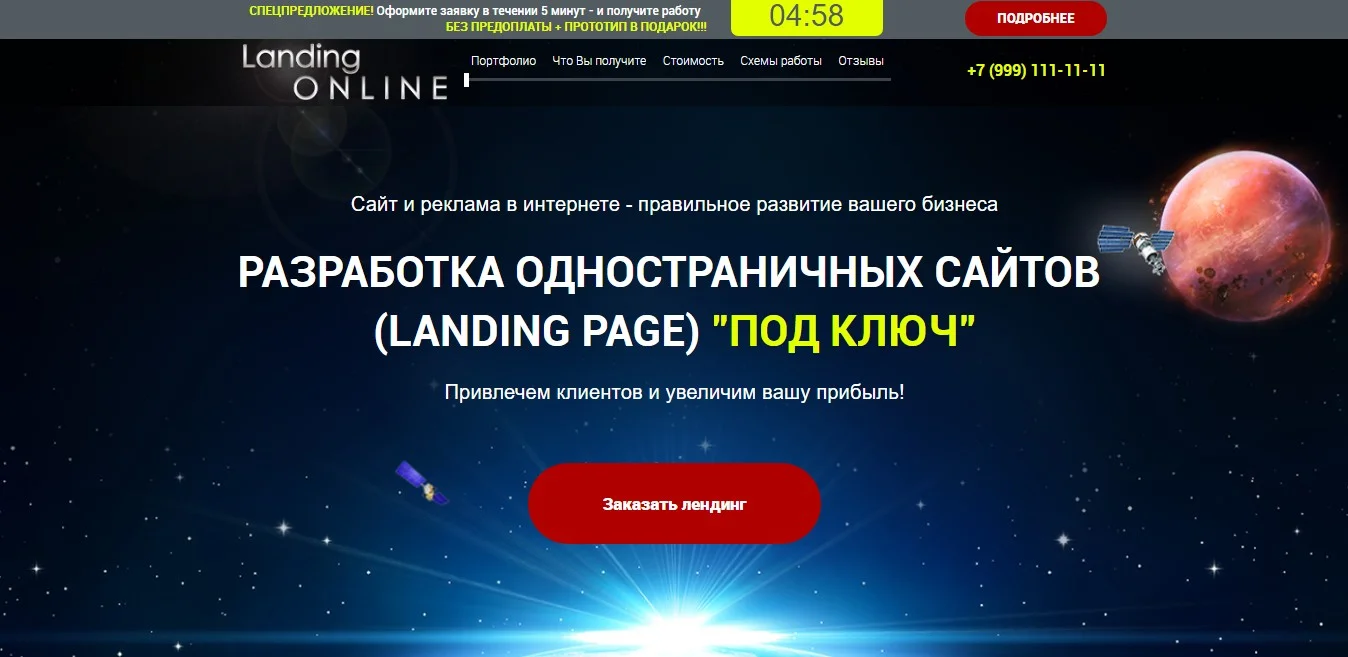 СПЕЦПРЕДЛОЖЕНИЕ! Оформите заявку в течении 5 минут - и получите работу
БЕЗ ПРЕДОПЛАТЫ + ПРОТОТИП В ПОДАРОК!!!
04:58
ПОДРОБНЕЕ
Landing
ONLINE
Портфолио Что Вы получите Стоимость Схемы работы Отзывы
+7 (999) 111-11-11
Сайт и реклама в интернете - правильное развитие вашего бизнеса
РАЗРАБОТКА ОДНОСТРАНИЧНЫХ САЙТОВ
(LANDING PAGE) "ПОД КЛЮЧ"
Привлечем клиентов и увеличим вашу прибыль!
Заказать лендинг